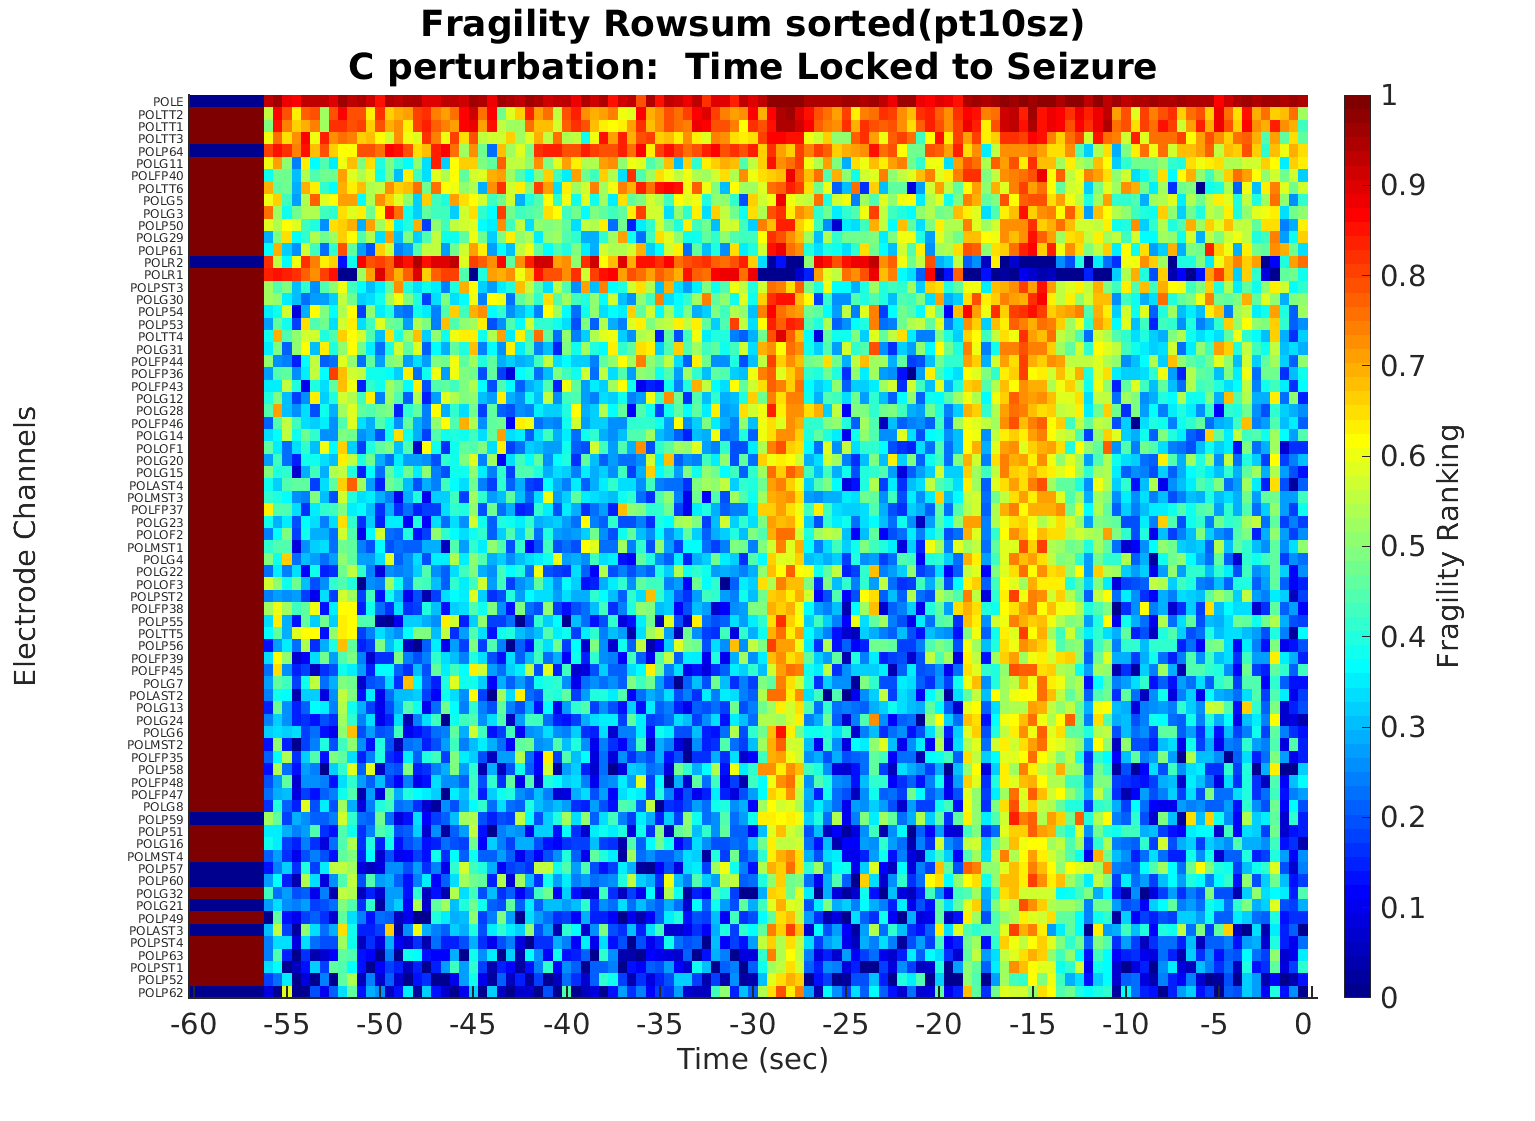 Fragility Rowsum sorted(pt10sz)
C perturbation:  Time Locked to Seizure
Electrode Channels
POLE
POLTT2
POLTT1
POLTT3
POLP64
POLG11
POLFP40
POLTT6
POLG5
POLG3
POLP50
POLG29
POLP61
POLR2
POLR1
POLPST3
POLG30
POLP54
POLP53
POLTT4
POLG31
POLFP44
POLFP36
POLFP43
POLG12
POLG28
POLFP46
POLG14
POLOF1
POLG20
POLG15
POLAST4
POLMST3
POLFP37
POLG23
POLOF2
POLMST1
POLG4
POLG22
POLOF3
POLPST2
POLFP38
POLP55
POLTT5
POLP56
POLFP39
POLFP45
POLG7
POLAST2
POLG13
POLG24
POLG6
POLMST2
POLFP35
POLP58
POLFP48
POLFP47
POLG8
POLP59
POLP51
POLG16
POLMST4
POLP57
POLP60
POLG32
POLG21
POLP49
POLAST3
POLPST4
POLP63
POLPST1
POLP52
POLP62
-60 -55 -50 -45 -40 -35 -30 -25 -20 -15 -10 -5 0
Time (sec)
1
0.9
0.8
0.7
0.6
0.5
0.4
0.3
0.2
0.1
0
Fragility Ranking